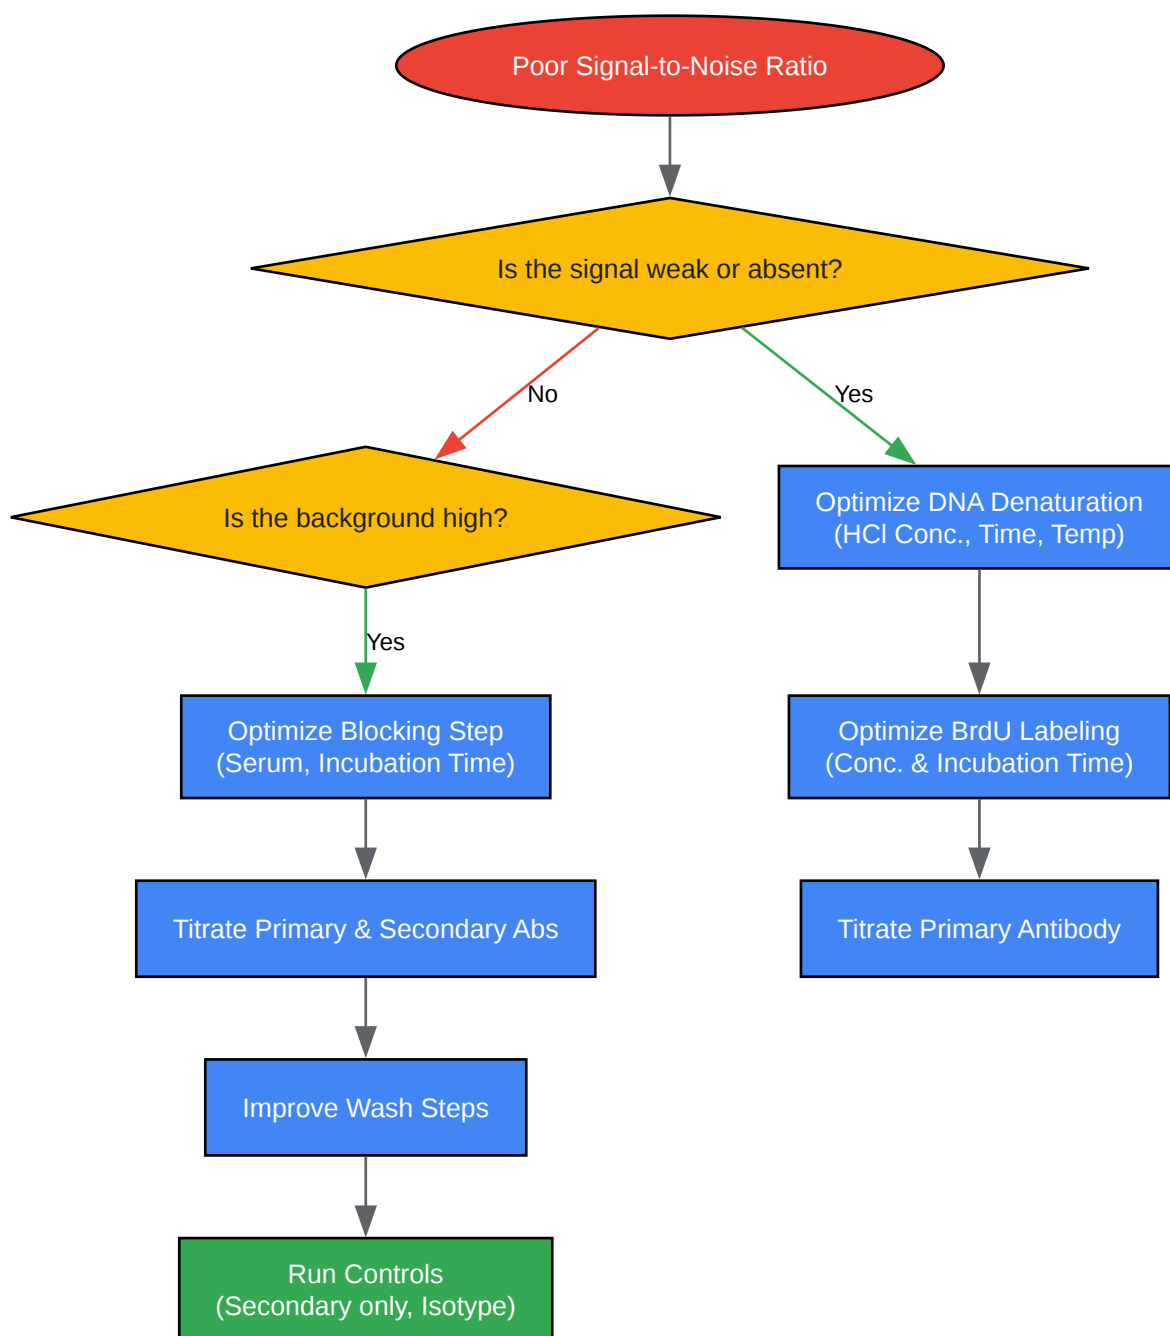 Poor Signal-to-Noise Ratio
Is the signal weak or absent?
No
Yes
Is the background high?
Optimize DNA Denaturation
(HCl Conc., Time, Temp)
Yes
Optimize Blocking Step
(Serum, Incubation Time)
Optimize BrdU Labeling
(Conc. & Incubation Time)
Titrate Primary & Secondary Abs
Titrate Primary Antibody
Improve Wash Steps
Run Controls
(Secondary only, Isotype)